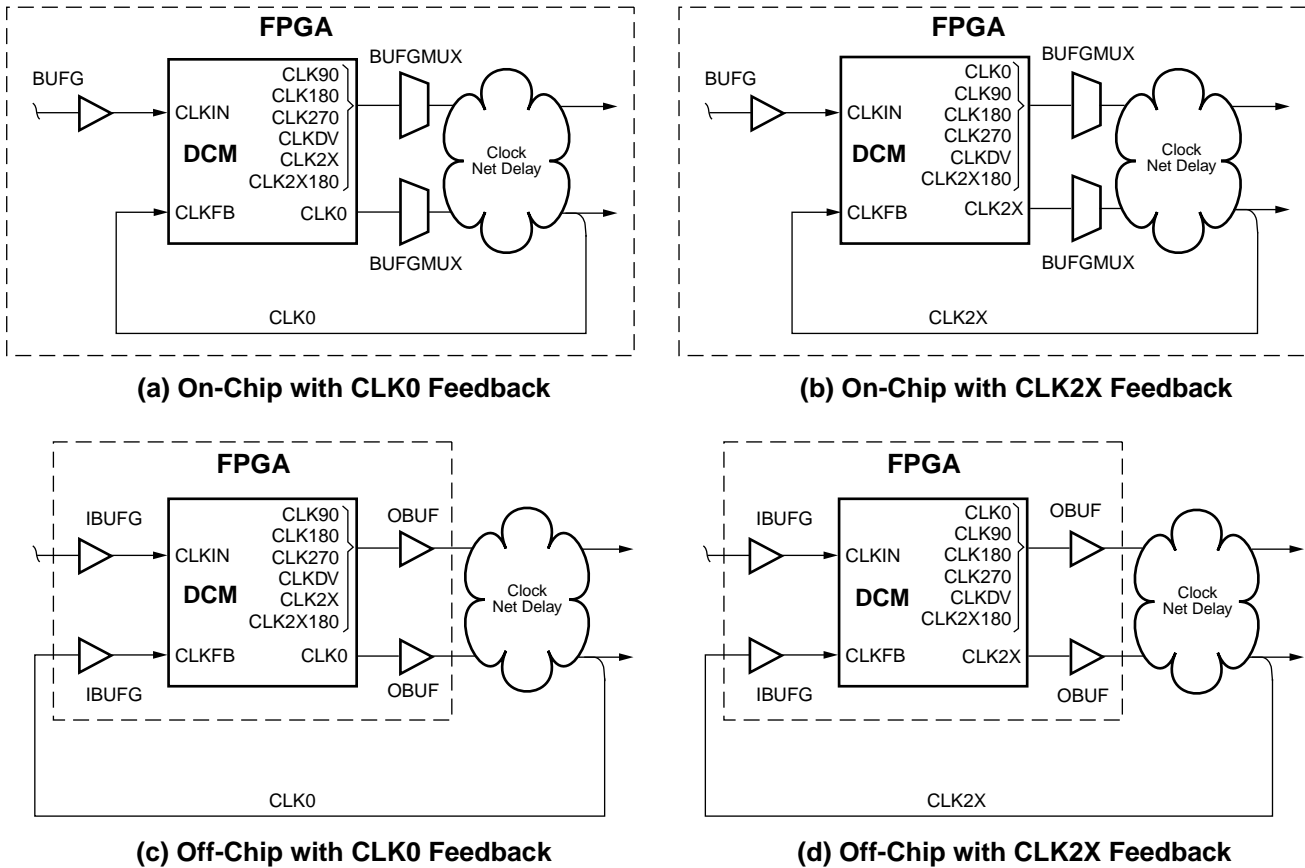 FPGA
BUFG
CLKIN
DCM
CLKFB
CLK90
CLK180
CLK270
CLKDV
CLK2X
CLK2X180
CLK0
BUFGMUX
BUFGMUX
Clock
Net Delay
CLK0
(a) On-Chip with CLK0 Feedback
FPGA
BUFG
CLKIN
DCM
CLKFB
CLK0
CLK90
CLK180
CLK270
CLKDV
CLK2X180
CLK2X
BUFGMUX
BUFGMUX
Clock
Net Delay
CLK2X
(b) On-Chip with CLK2X Feedback
FPGA
IBUFG
IBUFG
CLKIN
DCM
CLKFB
CLK90
CLK180
CLK270
CLKDV
CLK2X
CLK2X180
CLK0
OBUF
OBUF
Clock
Net Delay
CLK0
(c) Off-Chip with CLK0 Feedback
FPGA
IBUFG
IBUFG
CLKIN
DCM
CLKFB
CLK0
CLK90
CLK180
CLK270
CLKDV
CLK2X180
CLK2X
OBUF
OBUF
Clock
Net Delay
CLK2X
(d) Off-Chip with CLK2X Feedback